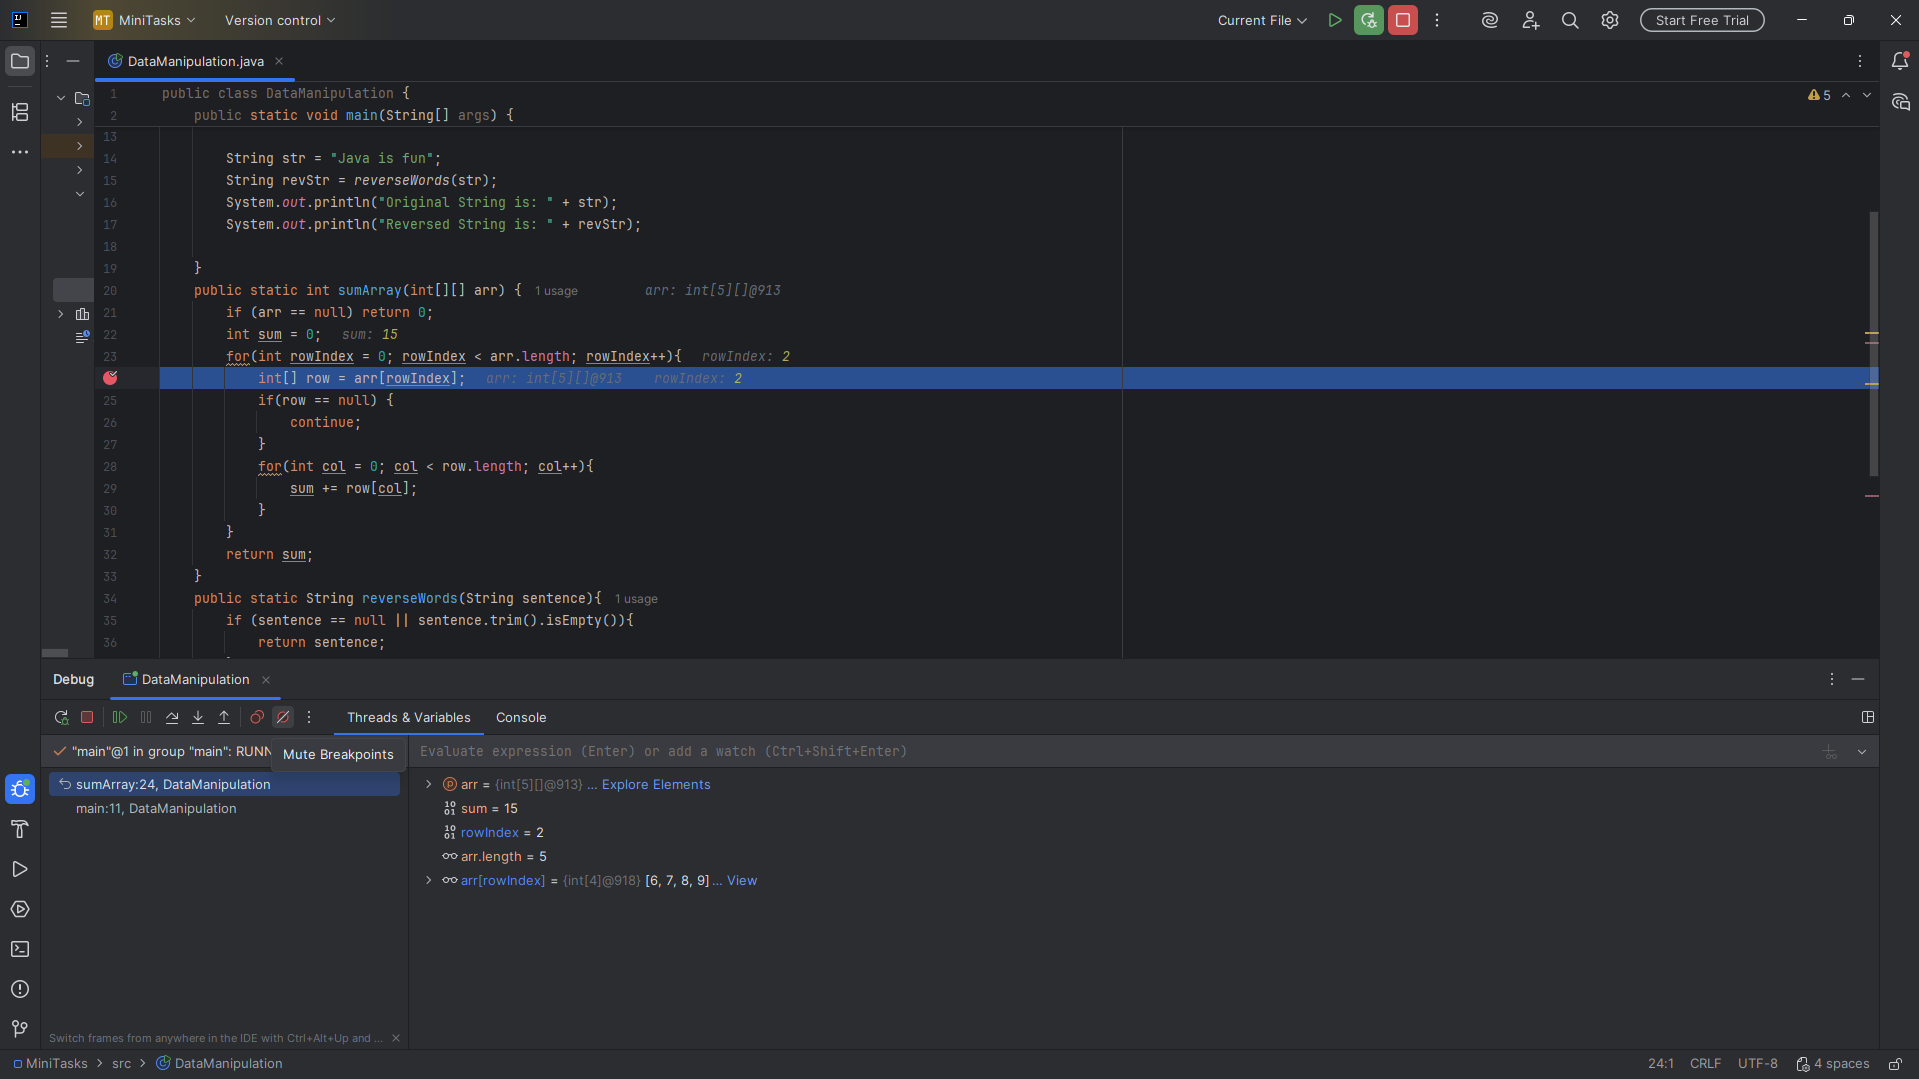 MT MiniTasks Version control Current File Start Free Trial
DataManipulation.java
1 public class DataManipulation {
2 public static void main(String[] args) {
5
13
14 String str = "Java is fun";
15 String revStr = reverseWords(str);
16 System.out.println("Original String is: " + str);
17 System.out.println("Reversed String is: " + revStr);
18
19 }
20 public static int sumArray(int[][] arr) { 1 usage arr: int[5][]@913
21 if (arr == null) return 0;
22 int sum = 0; sum: 15
23 for(int rowIndex = 0; rowIndex < arr.length; rowIndex++){ rowIndex: 2
int[] row = arr[rowIndex]; arr: int[5][]@913 rowIndex: 2
25 if(row == null) {
26 continue;
27 }
28 for(int col = 0; col < row.length; col++){
29 sum += row[col];
30 }
31 }
32 return sum;
33 }
34 public static String reverseWords(String sentence){ 1 usage
35 if (sentence == null || sentence.trim().isEmpty()){
36 return sentence;
Debug DataManipulation
Threads & Variables Console
"main"@1 in group "main": RUNN
Mute Breakpoints
Evaluate expression (Enter) or add a watch (Ctrl+Shift+Enter)
sumArray:24, DataManipulation
main:11, DataManipulation
arr = {int[5][]@913} ... Explore Elements
sum = 15
rowIndex = 2
arr.length = 5
arr[rowIndex] = {int[4]@918} [6, 7, 8, 9] ... View
Switch frames from anywhere in the IDE with Ctrl+Alt+Up and ...
MiniTasks > src > DataManipulation 24:1 CRLF UTF-8 4 spaces